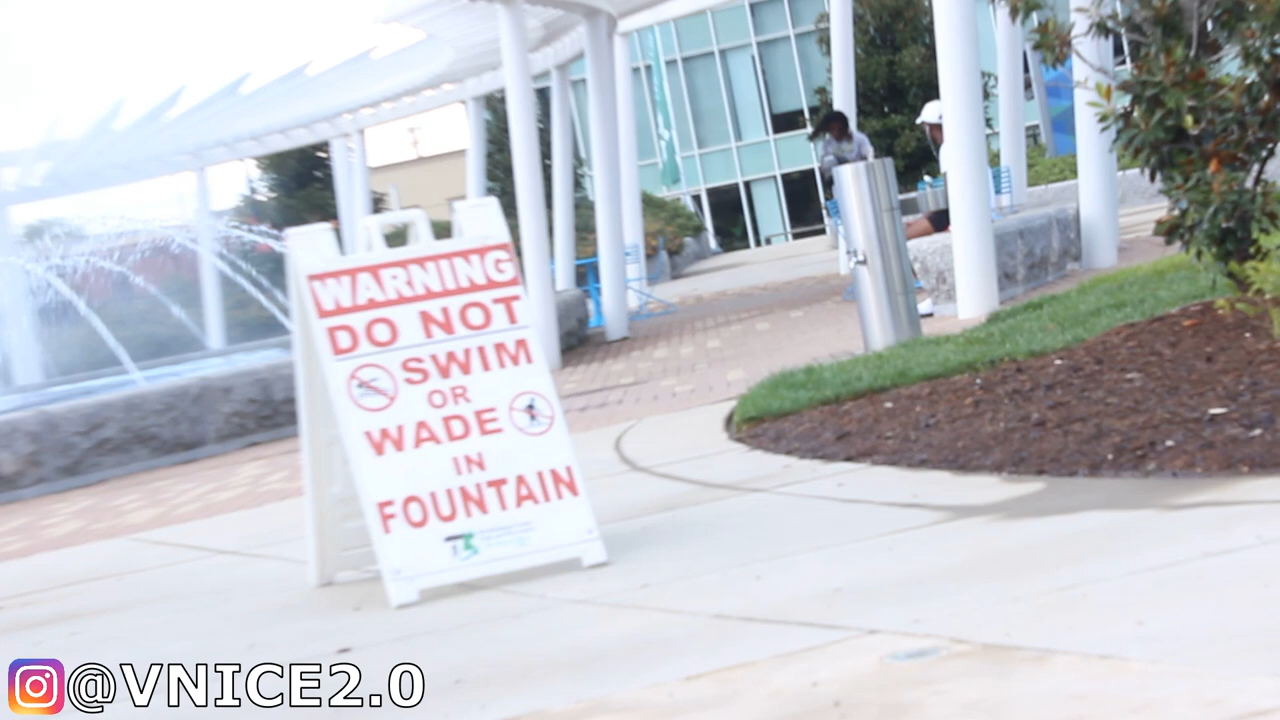 WARNING
DO NOT
SWIM
OR
WADE
IN
FOUNTAIN
@VNICE2.0